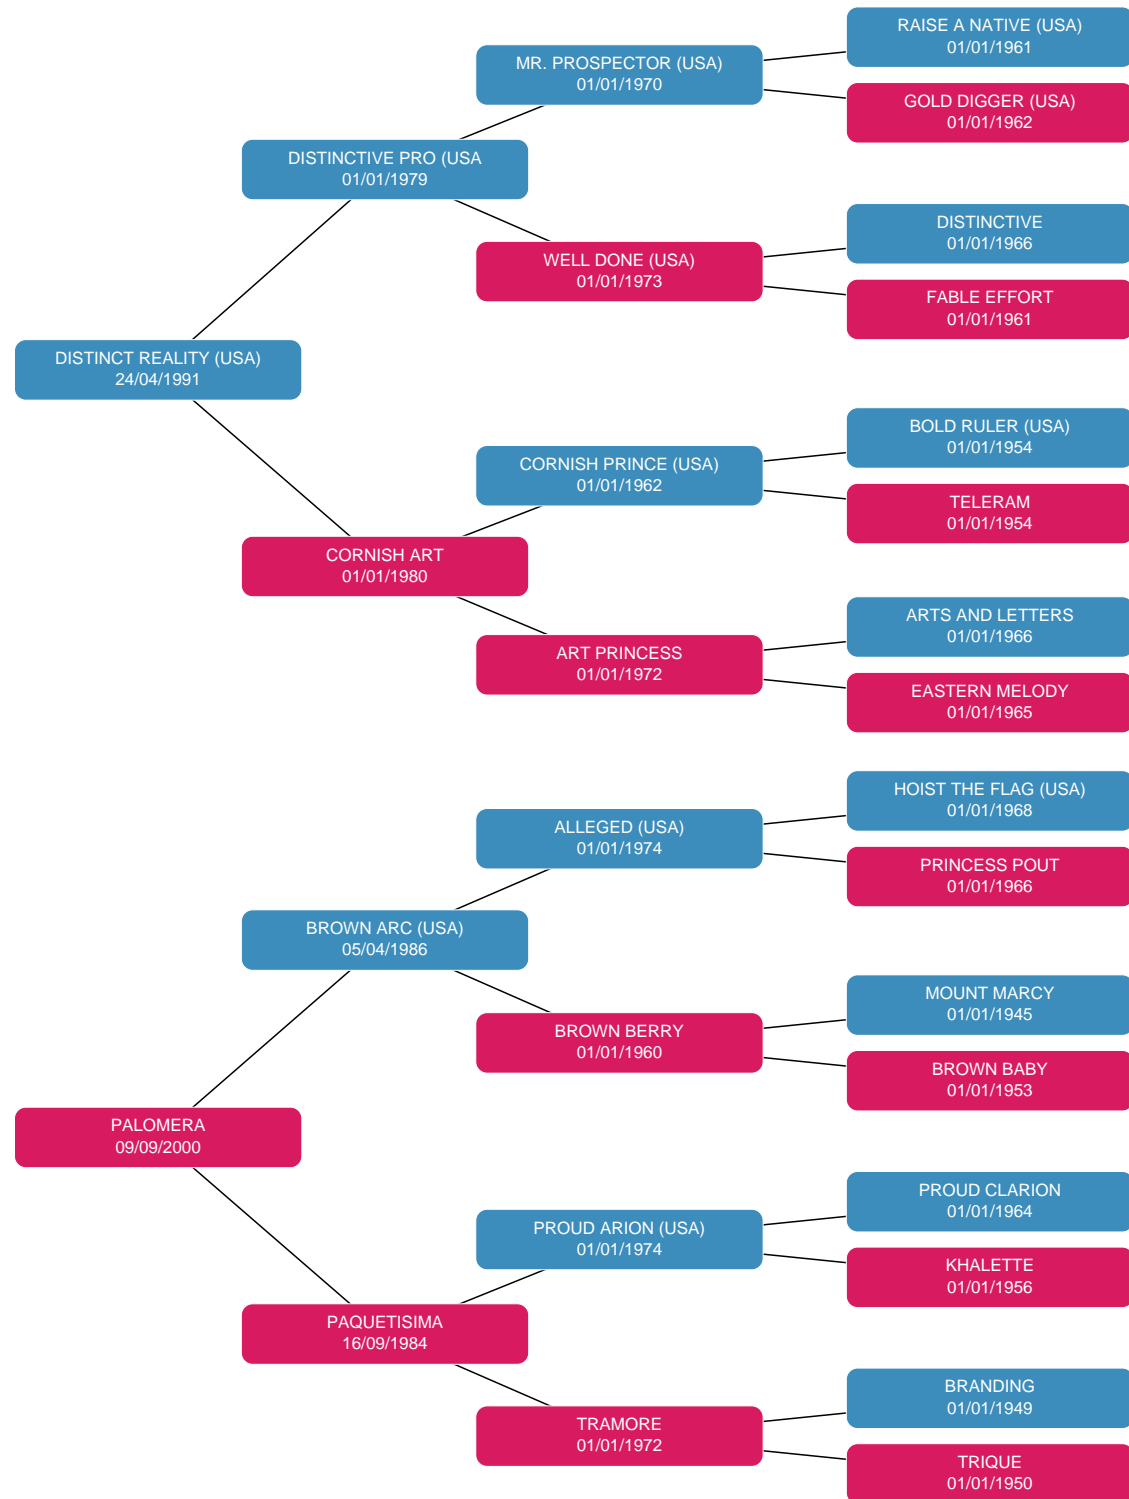 RAISE A NATIVE (USA)
01/01/1961
MR. PROSPECTOR (USA)
01/01/1970
GOLD DIGGER (USA)
01/01/1962
DISTINCTIVE PRO (USA
01/01/1979
DISTINCTIVE
01/01/1966
WELL DONE (USA)
01/01/1973
FABLE EFFORT
01/01/1961
DISTINCT REALITY (USA)
24/04/1991
BOLD RULER (USA)
01/01/1954
CORNISH PRINCE (USA)
01/01/1962
TELERAM
01/01/1954
CORNISH ART
01/01/1980
ARTS AND LETTERS
01/01/1966
ART PRINCESS
01/01/1972
EASTERN MELODY
01/01/1965
HOIST THE FLAG (USA)
01/01/1968
ALLEGED (USA)
01/01/1974
PRINCESS POUT
01/01/1966
BROWN ARC (USA)
05/04/1986
MOUNT MARCY
01/01/1945
BROWN BERRY
01/01/1960
BROWN BABY
01/01/1953
PALOMERA
09/09/2000
PROUD CLARION
01/01/1964
PROUD ARION (USA)
01/01/1974
KHALETTE
01/01/1956
PAQUETISIMA
16/09/1984
BRANDING
01/01/1949
TRAMORE
01/01/1972
TRIQUE
01/01/1950